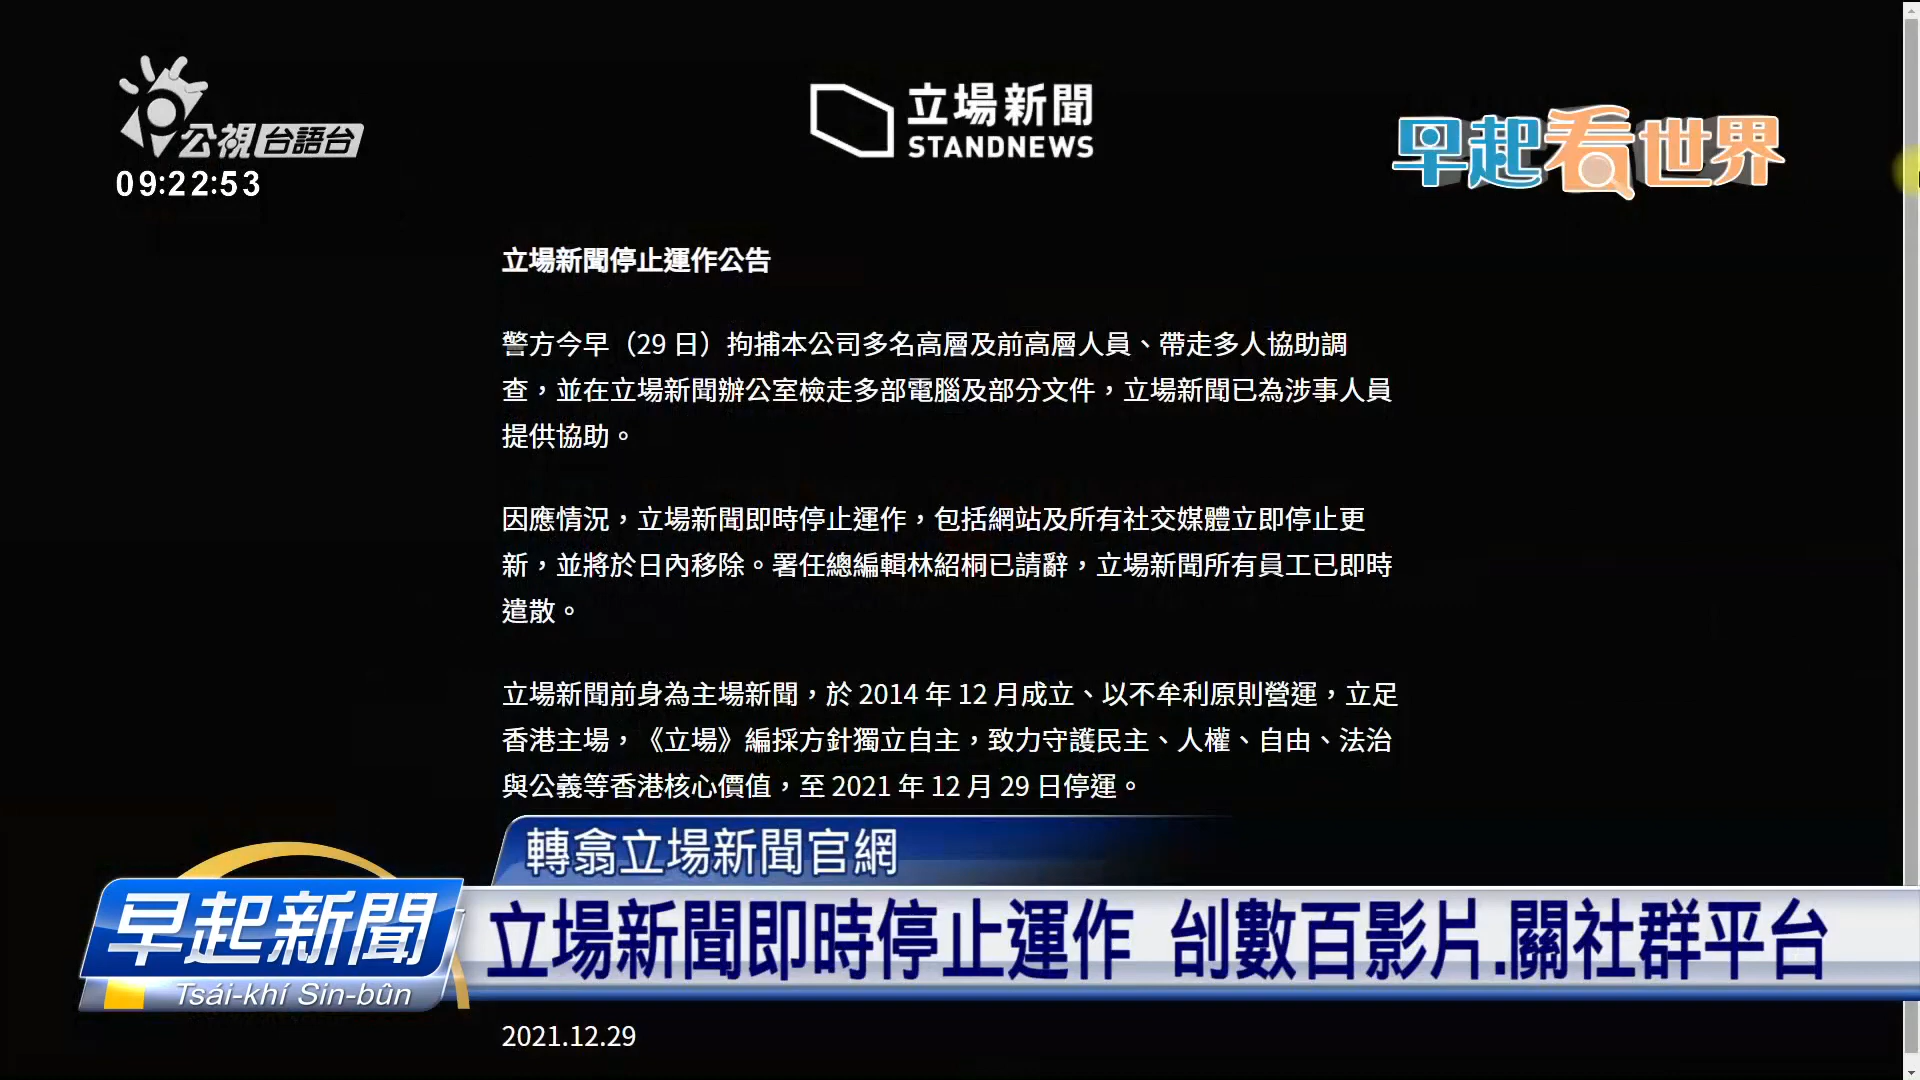 公視台語台
09:22:53
立場新聞
STANDNEWS
早起看世界
立場新聞停止運作公告
警方今早（29 日）拘捕本公司多名高層及前高層人員、帶走多人協助調
查，並在立場新聞辦公室檢走多部電腦及部分文件，立場新聞已為涉事人員
提供協助。
因應情況，立場新聞即時停止運作，包括網站及所有社交媒體立即停止更
新，並將於日內移除。署任總編輯林紹桐已請辭，立場新聞所有員工已即時
遣散。
立場新聞前身為主場新聞，於 2014 年 12 月成立、以不牟利原則營運，立足
香港主場，《立場》編採方針獨立自主，致力守護民主、人權、自由、法治
與公義等香港核心價值，至 2021 年 12 月 29 日停運。
轉翕立場新聞官網
早起新聞
Tsái-khí Sin-bûn
立場新聞即時停止運作 刣數百影片.關社群平台
2021.12.29